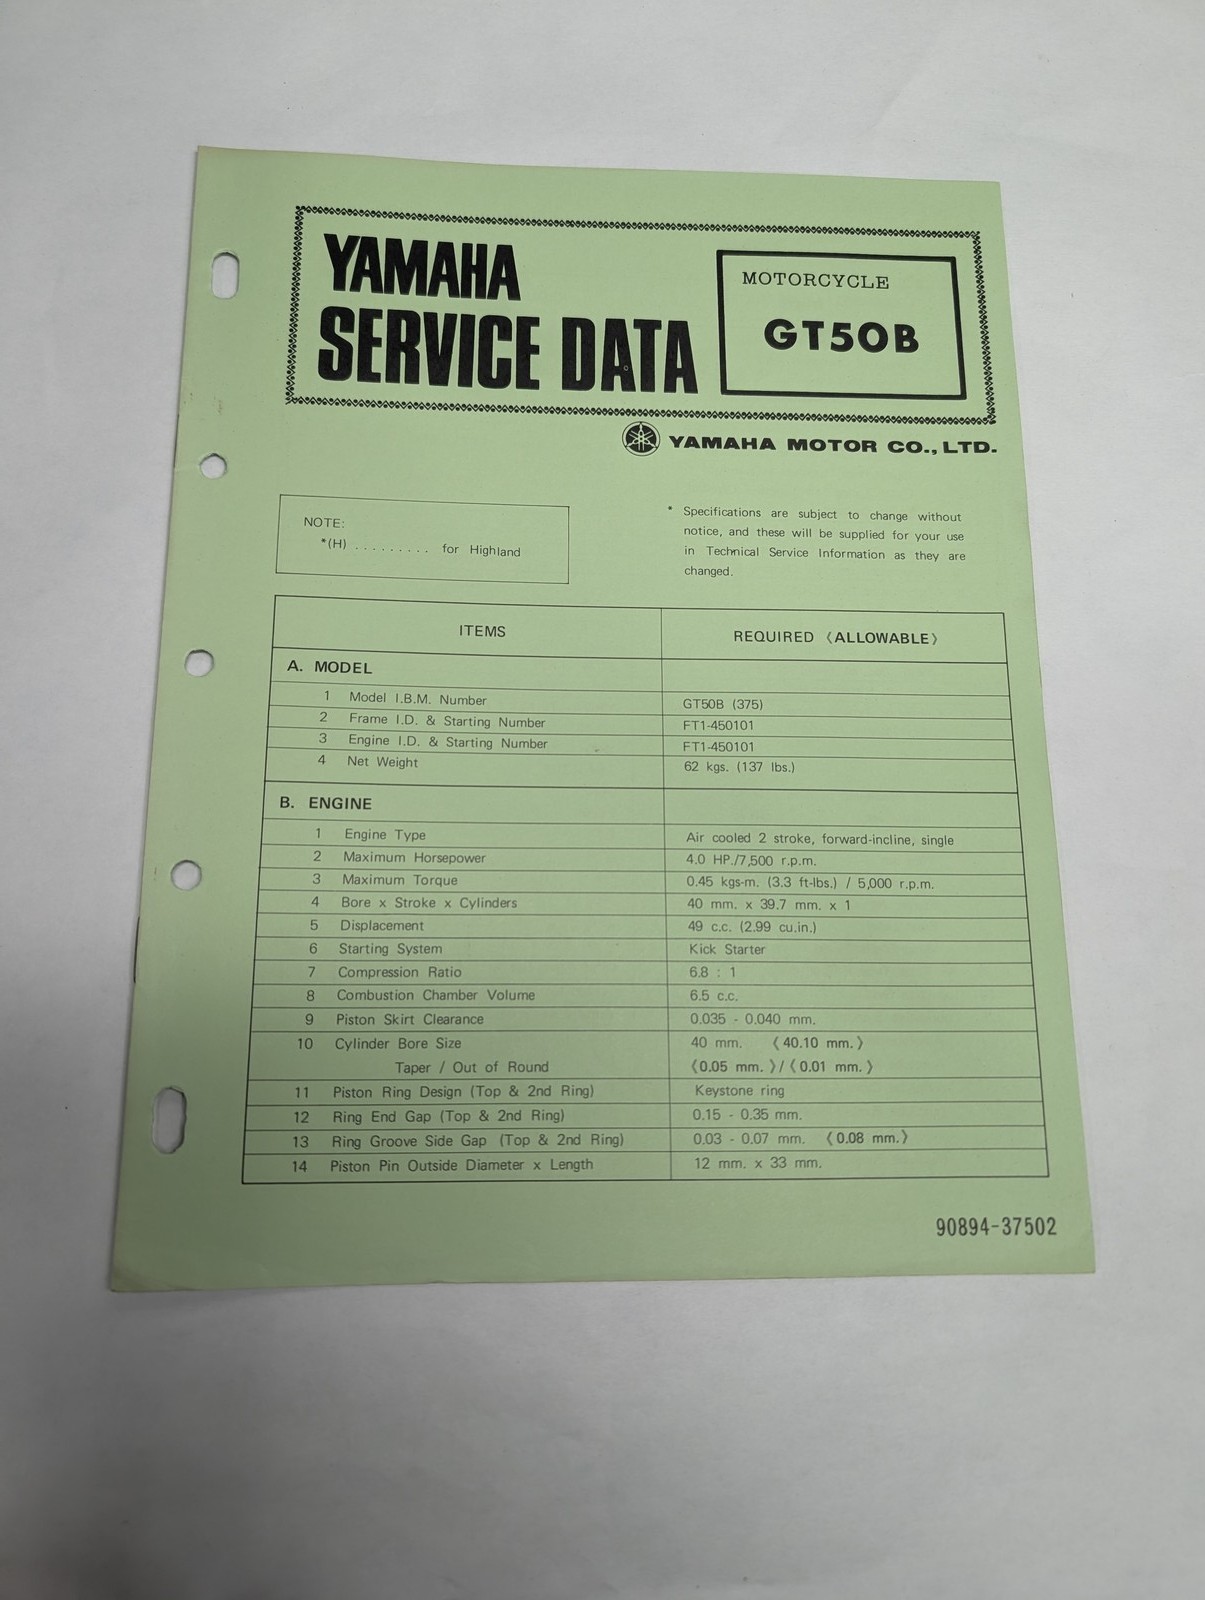 YAMAHA
SERVICE DATA
MOTORCYCLE
GT50B
YAMAHA MOTOR CO., LTD.
NOTE:
*(H) ......... for Highland
* Specifications are subject to change without
notice, and these will be supplied for your use
in Technical Service Information as they are
changed.
ITEMS REQUIRED 〈ALLOWABLE〉
A. MODEL
1 Model I.B.M. Number GT50B (375)
2 Frame I.D. & Starting Number FT1-450101
3 Engine I.D. & Starting Number FT1-450101
4 Net Weight 62 kgs. (137 lbs.)
B. ENGINE
1 Engine Type Air cooled 2 stroke, forward-incline, single
2 Maximum Horsepower 4.0 HP./7,500 r.p.m.
3 Maximum Torque 0.45 kgs-m. (3.3 ft-lbs.) / 5,000 r.p.m.
4 Bore x Stroke x Cylinders 40 mm. x 39.7 mm. x 1
5 Displacement 49 c.c. (2.99 cu.in.)
6 Starting System Kick Starter
7 Compression Ratio 6.8 : 1
8 Combustion Chamber Volume 6.5 c.c.
9 Piston Skirt Clearance 0.035 - 0.040 mm.
10 Cylinder Bore Size 40 mm. 〈40.10 mm.〉
Taper / Out of Round 〈0.05 mm.〉/〈0.01 mm.〉
11 Piston Ring Design (Top & 2nd Ring) Keystone ring
12 Ring End Gap (Top & 2nd Ring) 0.15 - 0.35 mm.
13 Ring Groove Side Gap (Top & 2nd Ring) 0.03 - 0.07 mm. 〈0.08 mm.〉
14 Piston Pin Outside Diameter x Length 12 mm. x 33 mm.
90894-37502